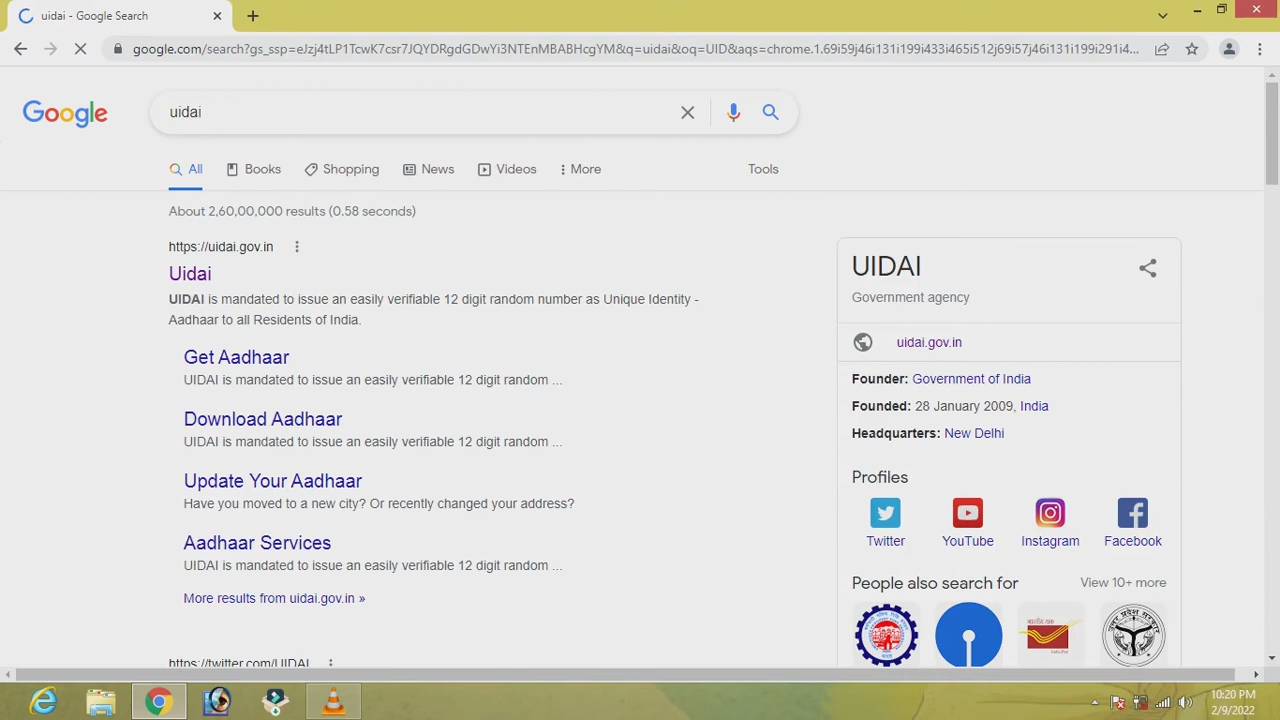 uidai - Google Search
google.com/search?gs_ssp=eJzj4tLP1TcwK7csr7JQYDRgdGDwYi3NTEnMBABHcgYM&q=uidai&oq=UID&aqs=chrome.1.69i59j46i131i199i433i465i512j69i57j46i131i199i291i4...
Google
uidai
All
Books
Shopping
News
Videos
More
Tools
About 2,60,00,000 results (0.58 seconds)
https://uidai.gov.in
Uidai
UIDAI is mandated to issue an easily verifiable 12 digit random number as Unique Identity -
Aadhaar to all Residents of India.
Get Aadhaar
UIDAI is mandated to issue an easily verifiable 12 digit random ...
Download Aadhaar
UIDAI is mandated to issue an easily verifiable 12 digit random ...
Update Your Aadhaar
Have you moved to a new city? Or recently changed your address?
Aadhaar Services
UIDAI is mandated to issue an easily verifiable 12 digit random ...
More results from uidai.gov.in »
https://twitter.com/UIDAI
UIDAI
Government agency
uidai.gov.in
Founder: Government of India
Founded: 28 January 2009, India
Headquarters: New Delhi
Profiles
Twitter
YouTube
Instagram
Facebook
People also search for
View 10+ more
10:20 PM
2/9/2022